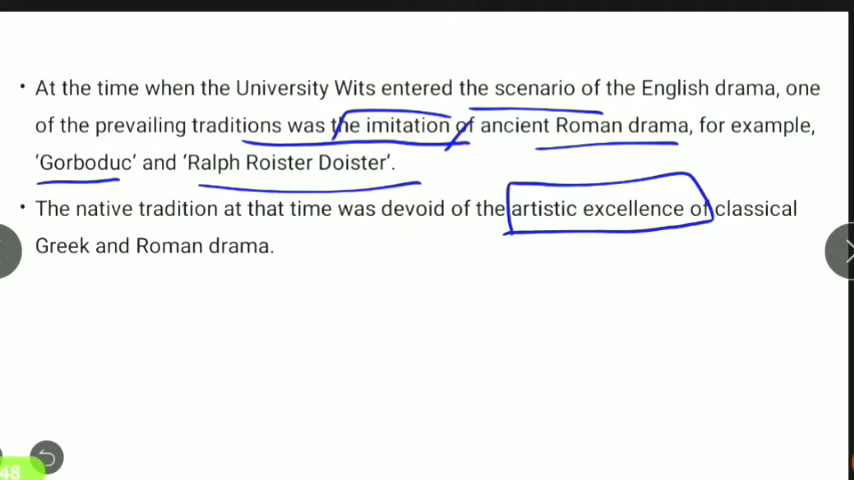 • At the time when the University Wits entered the scenario of the English drama, one
of the prevailing traditions was the imitation of ancient Roman drama, for example,
‘Gorboduc’ and ‘Ralph Roister Doister’.
• The native tradition at that time was devoid of the artistic excellence of classical
Greek and Roman drama.
48